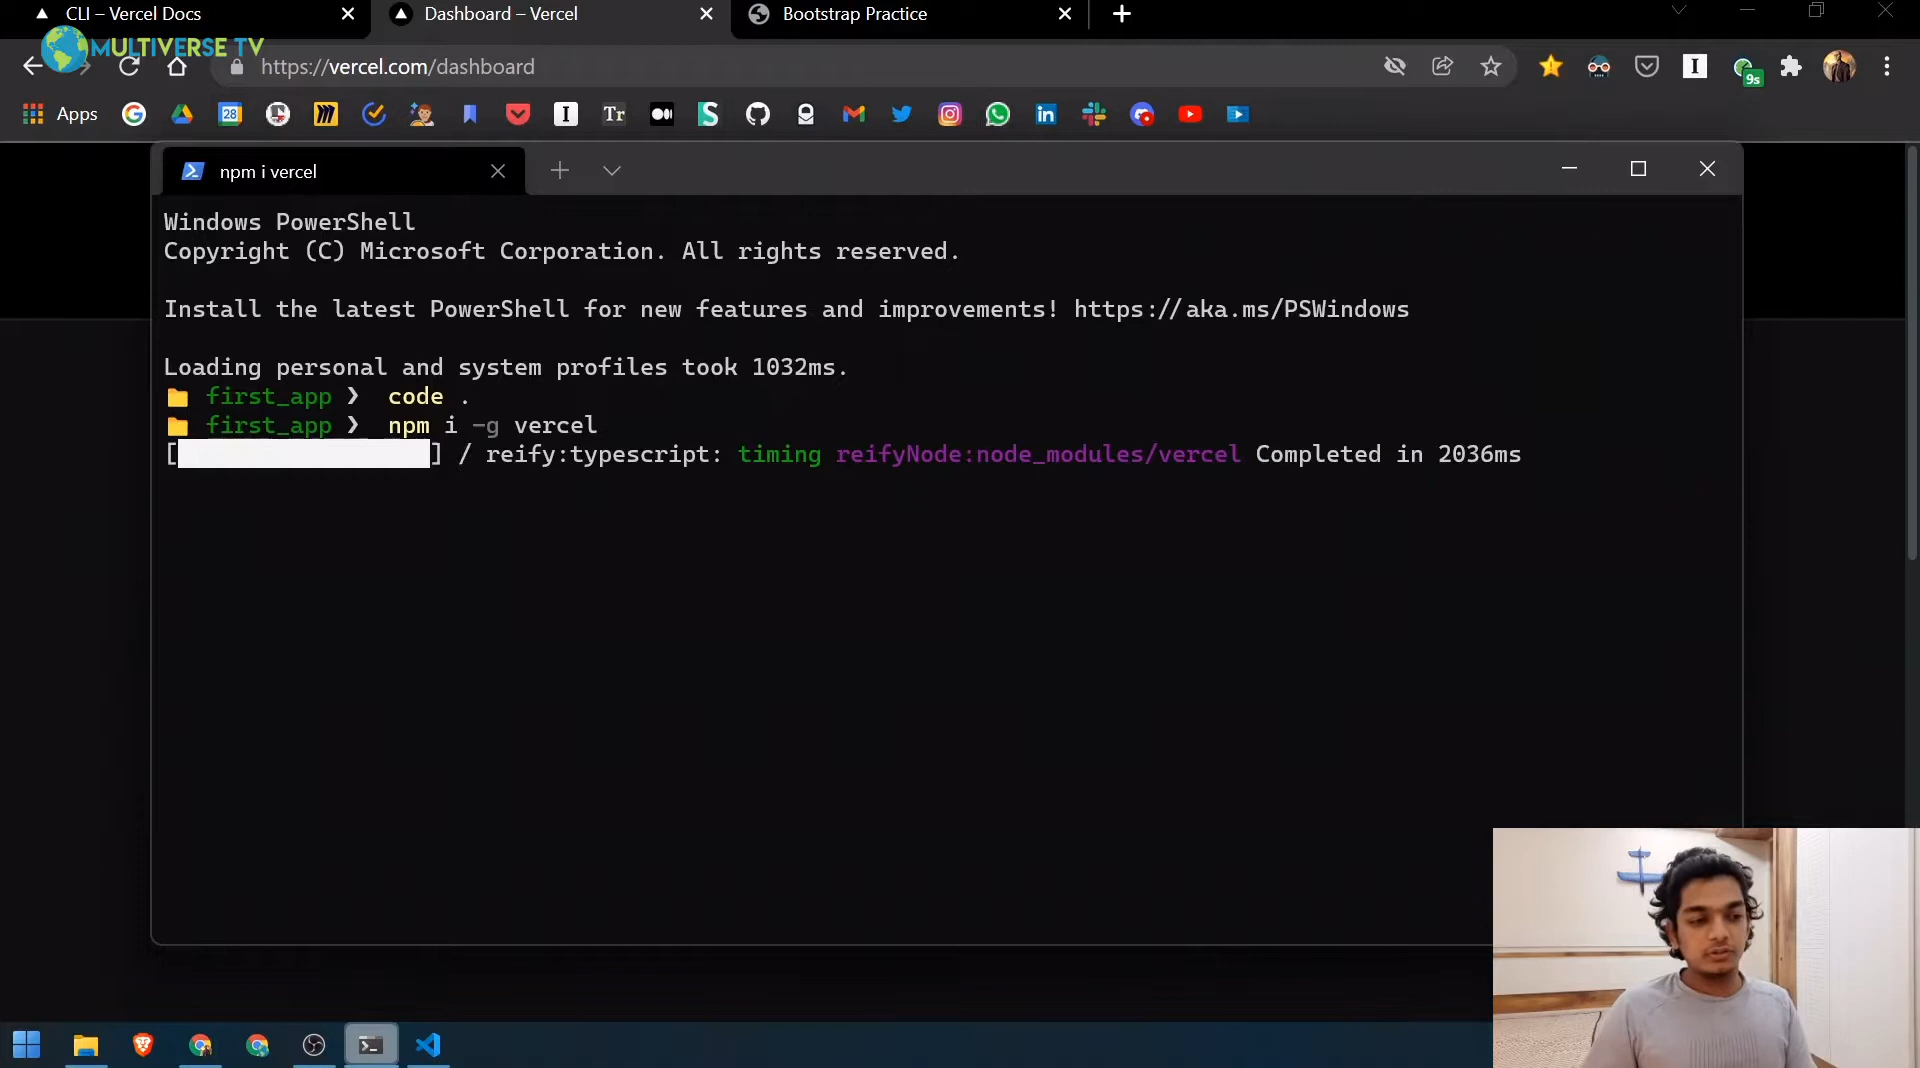 CLI – Vercel Docs
Dashboard – Vercel
Bootstrap Practice
MULTIVERSE TV
https://vercel.com/dashboard
9s
Apps
28
Tr
npm i vercel
Windows PowerShell
Copyright (C) Microsoft Corporation. All rights reserved.
Install the latest PowerShell for new features and improvements! https://aka.ms/PSWindows
Loading personal and system profiles took 1032ms.
first_app ❯ code .
first_app ❯ npm i -g vercel
[                  ] / reify:typescript: timing reifyNode:node_modules/vercel Completed in 2036ms